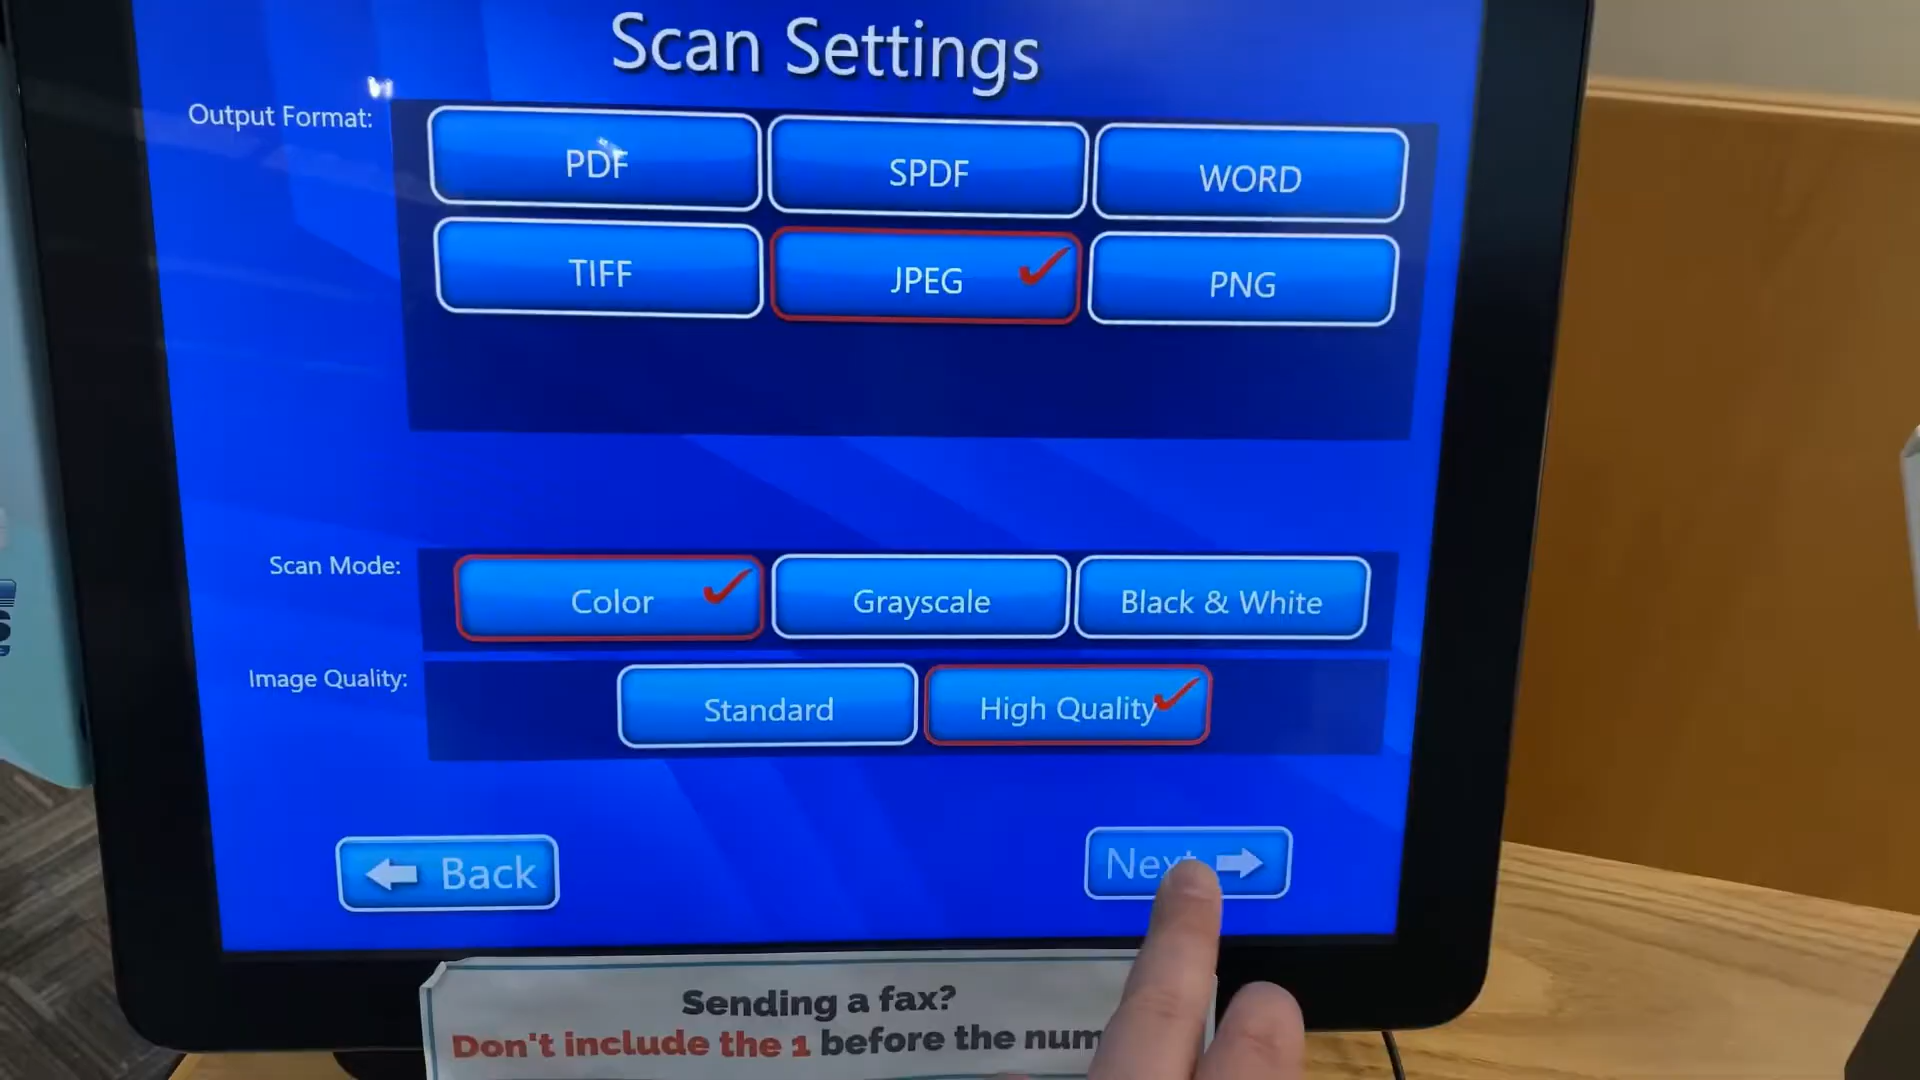 Scan Settings
Output Format:
PDF
SPDF
WORD
TIFF
JPEG
PNG
Scan Mode:
Color
Grayscale
Black & White
Image Quality:
Standard
High Quality
Back
Next
Sending a fax?
Don't include the 1 before the